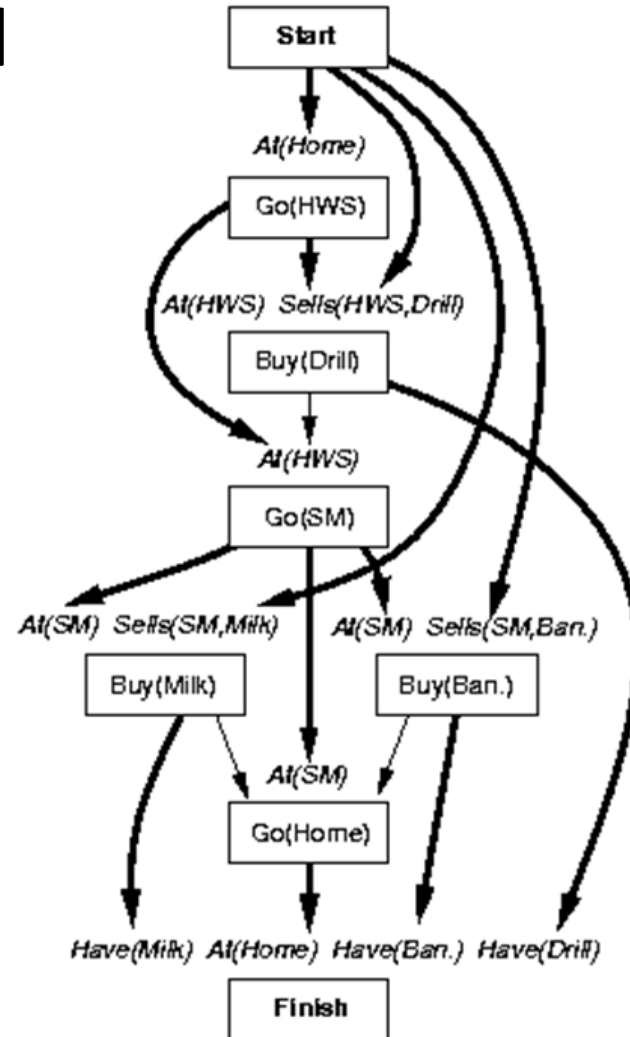 Start
At(Home)
Go(HWS)
At(HWS) Sells(HWS,Drill)
Buy(Drill)
At(HWS)
Go(SM)
At(SM) Sells(SM,Milk) At(SM) Sells(SM,Ban.)
Buy(Milk) Buy(Ban.)
At(SM)
Go(Home)
Have(Milk) At(Home) Have(Ban.) Have(Drill)
Finish